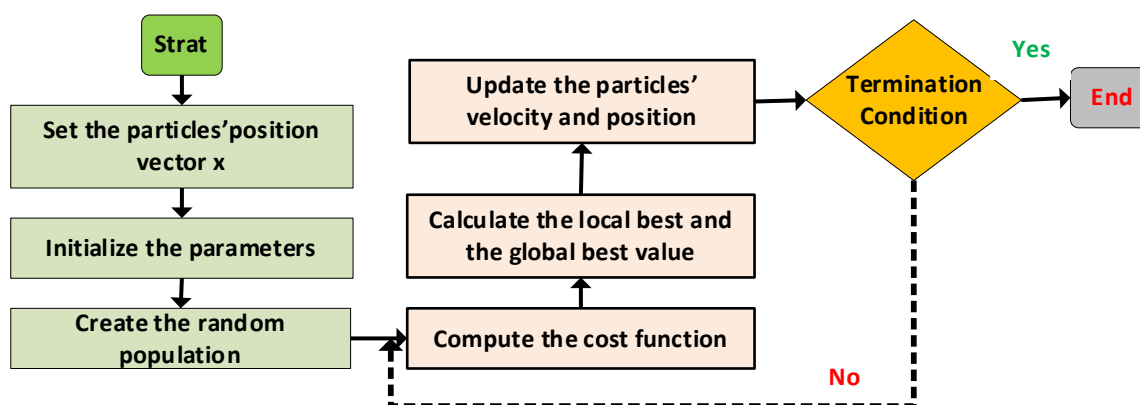 Strat
Set the particles’position
vector x
Initialize the parameters
Create the random
population
Compute the cost function
Calculate the local best and
the global best value
Update the particles’
velocity and position
Termination
Condition
Yes
End
No